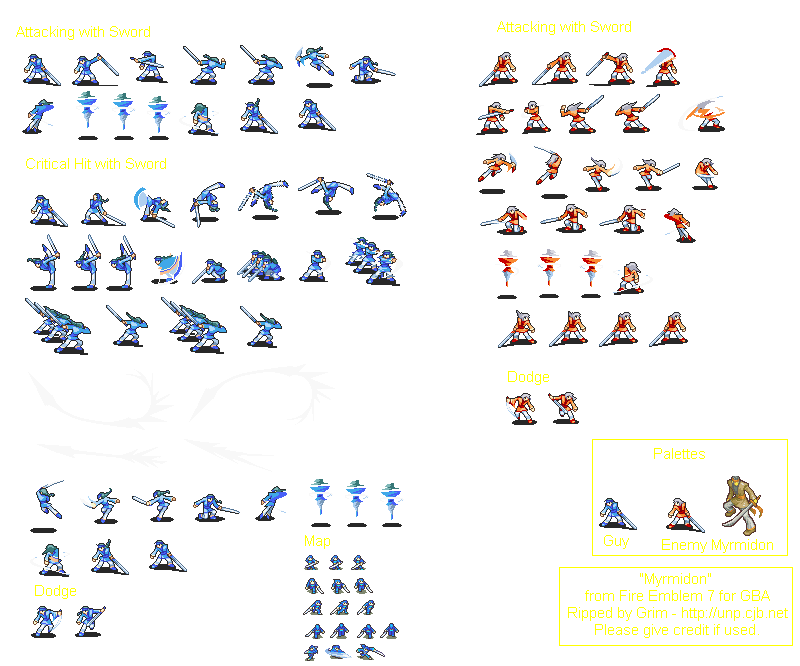 Attacking with Sword
Attacking with Sword
Critical Hit with Sword
Dodge
Palettes
Guy
Enemy Myrmidon
Map
Dodge
"Myrmidon"
from Fire Emblem 7 for GBA
Ripped by Grim - http://unp.cjb.net
Please give credit if used.